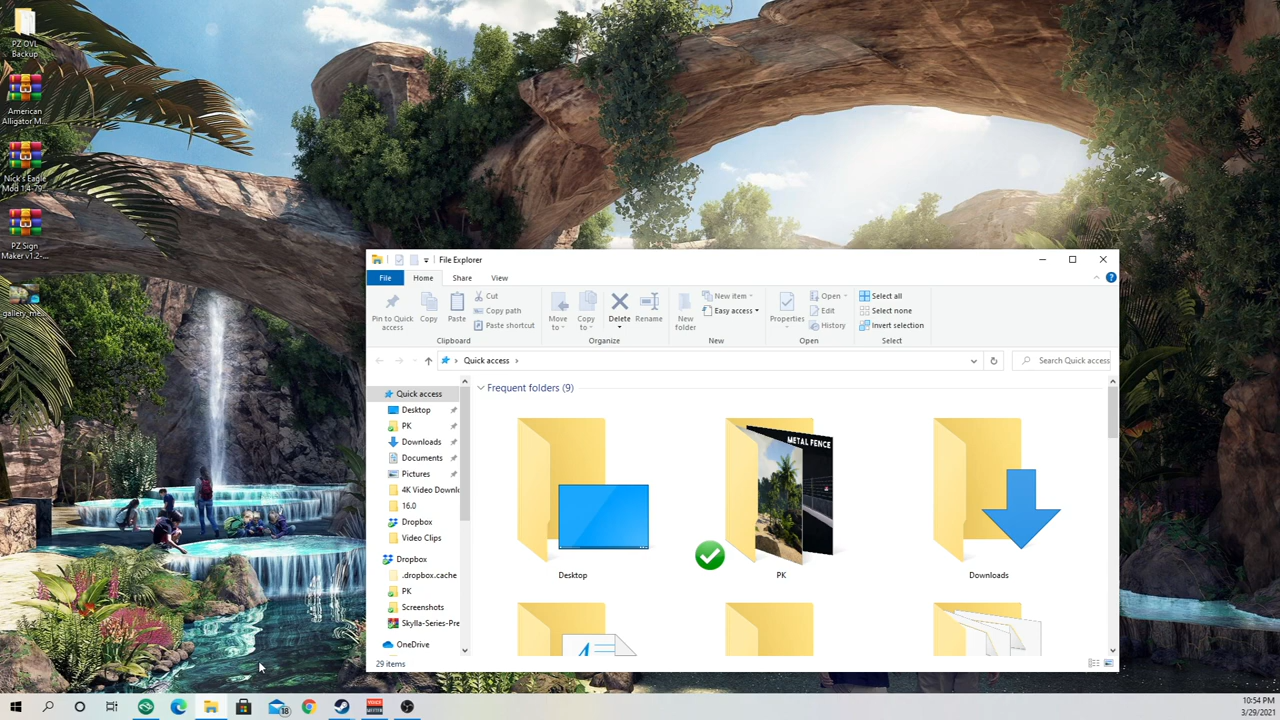 PZ OVL
Backup
American
Alligator M...
Nick's Eagle
Mod 1.4-79...
PZ Sign
Maker v1.2-...
gallery_me...
File Explorer
File
Home
Share
View
Pin to Quick
access
Copy
Paste
Cut
Copy path
Paste shortcut
Clipboard
Move
to
Copy
to
Delete
Rename
Organize
New
folder
New item
Easy access
New
Properties
Open
Edit
History
Open
Select all
Select none
Invert selection
Select
Quick access
Search Quick access
Quick access
Desktop
PK
Downloads
Documents
Pictures
4K Video Downl
16.0
Dropbox
Video Clips
Dropbox
.dropbox.cache
PK
Screenshots
Skylla-Series-Pre
OneDrive
Frequent folders (9)
METAL FENCE
Desktop
PK
Downloads
29 items
18
10:54 PM
3/29/2021